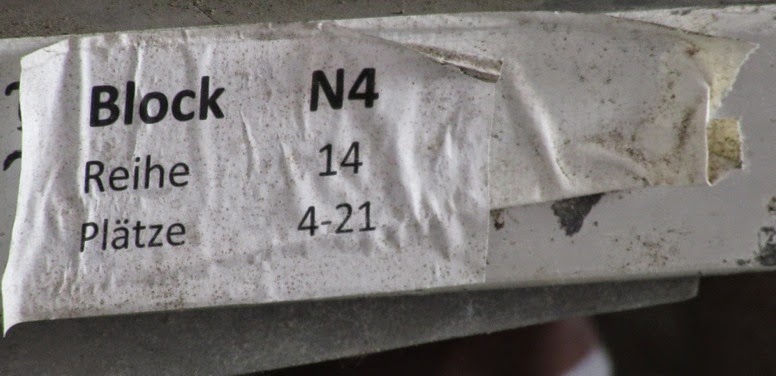 Block N4
Reihe 14
Plätze 4-21